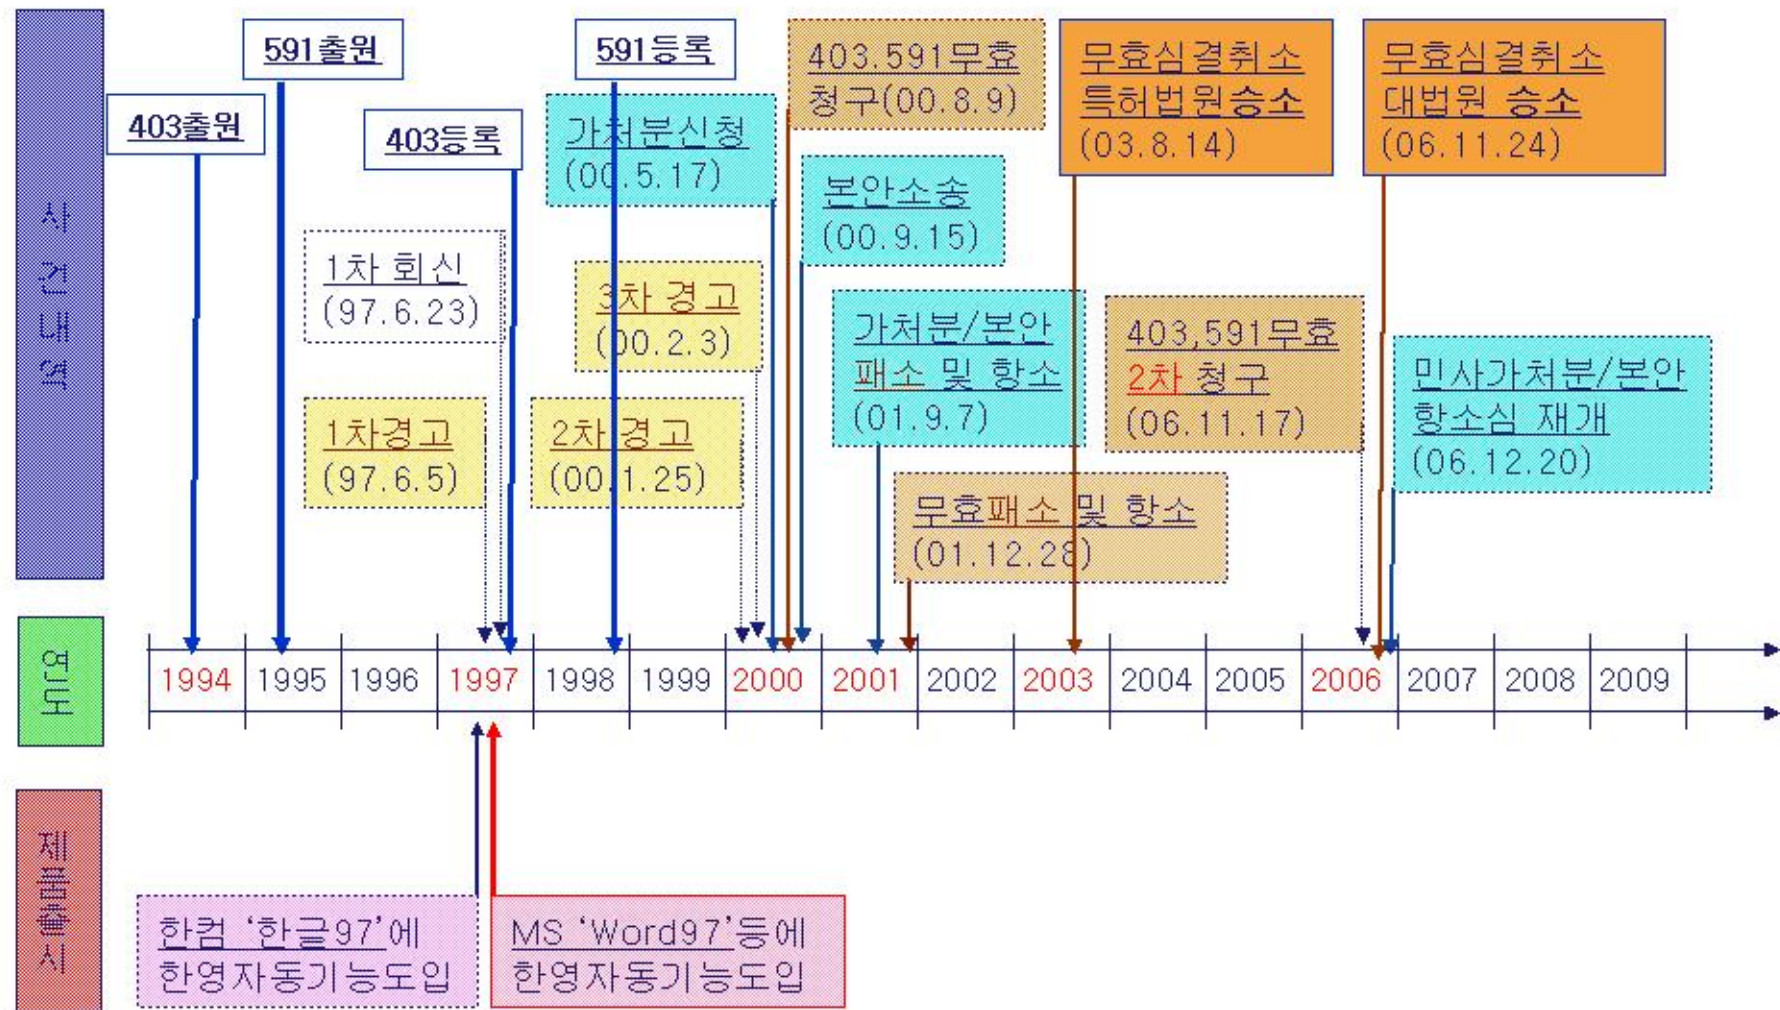 사건내역
403출원
591출원
403등록
591등록
가처분신청
(00.5.17)
403.591무효
청구(00.8.9)
무효심결취소
특허법원승소
(03.8.14)
무효심결취소
대법원 승소
(06.11.24)
본안소송
(00.9.15)
1차 회신
(97.6.23)
3차 경고
(00.2.3)
가처분/본안
패소 및 항소
(01.9.7)
403,591무효
2차 청구
(06.11.17)
민사가처분/본안
항소심 재개
(06.12.20)
1차경고
(97.6.5)
2차 경고
(00.1.25)
무효패소 및 항소
(01.12.28)
연도
1994 1995 1996 1997 1998 1999 2000 2001 2002 2003 2004 2005 2006 2007 2008 2009
제품출시
한컴 ‘한글97’에
한영자동기능도입
MS ‘Word97’등에
한영자동기능도입